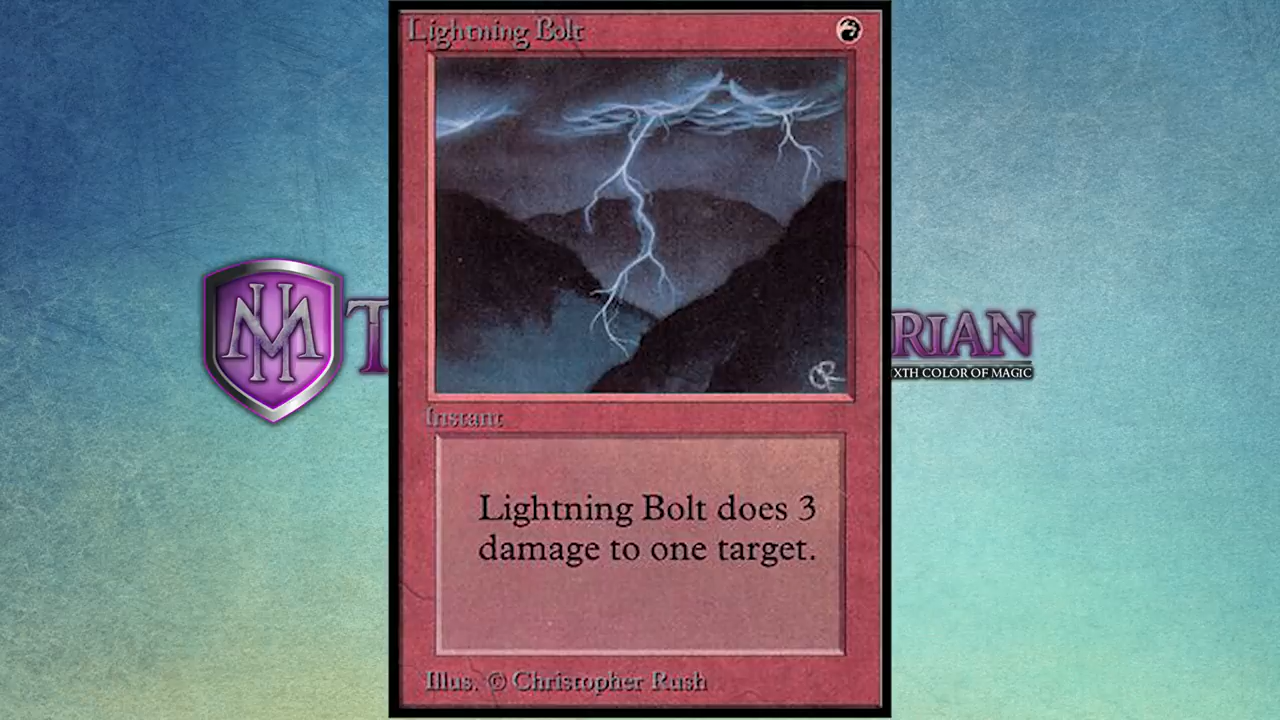 Lightning Bolt
Instant
Lightning Bolt does 3
damage to one target.
Illus. © Christopher Rush
RIAN
XTH COLOR OF MAGIC